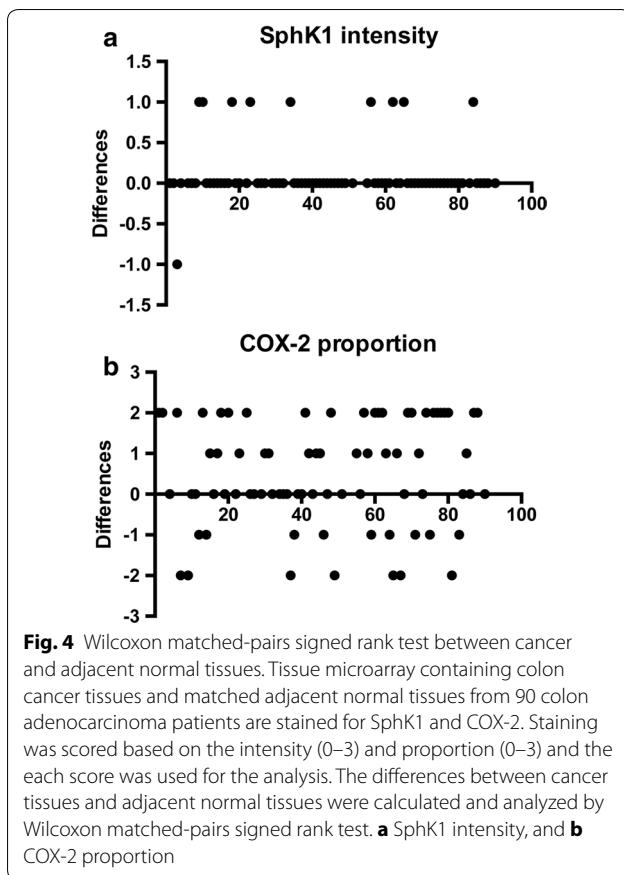 a
SphK1 intensity
1.5
1.0
0.5
0.0
-0.5
-1.0
-1.5
Differences
20 40 60 80 100
b
COX-2 proportion
3
2
1
0
-1
-2
-3
Differences
20 40 60 80 100
Fig. 4 Wilcoxon matched-pairs signed rank test between cancer
and adjacent normal tissues. Tissue microarray containing colon
cancer tissues and matched adjacent normal tissues from 90 colon
adenocarcinoma patients are stained for SphK1 and COX-2. Staining
was scored based on the intensity (0–3) and proportion (0–3) and the
each score was used for the analysis. The differences between cancer
tissues and adjacent normal tissues were calculated and analyzed by
Wilcoxon matched-pairs signed rank test. a SphK1 intensity, and b
COX-2 proportion